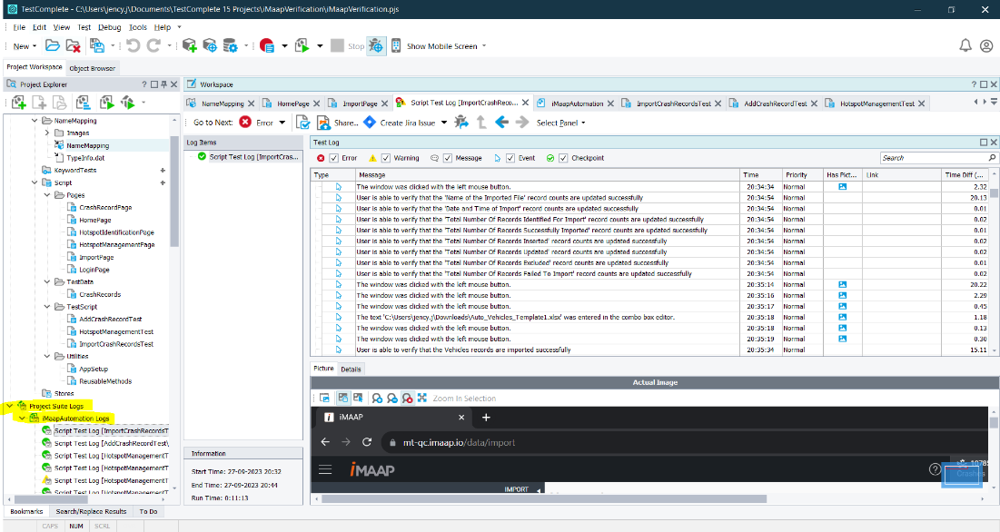 TestComplete - C:\Users\jency.j\Documents\TestComplete 15 Projects\iMaapVerification\iMaapVerification.pjs
File Edit View Test Debug Tools Help
New Stop Show Mobile Screen
Project Workspace Object Browser
Project Explorer
NameMapping
Images
NameMapping
TypeInfo.dat
KeywordTests
Script
Pages
CrashRecordPage
HomePage
HotspotIdentificationPage
HotspotManagementPage
ImportPage
LoginPage
TestData
CrashRecords
TestScript
AddCrashRecordTest
HotspotManagementTest
ImportCrashRecordsTest
Utilities
AppSetup
ReusableMethods
Stores
Project Suite Logs
iMaapAutomation Logs
Script Test Log [ImportCrashRecordsT
Script Test Log [AddCrashRecordTest\
Script Test Log [HotspotManagementT
Script Test Log [HotspotManagementT
Script Test Log [HotspotManagementT
Script Test Log [HotspotManagementT
Workspace
NameMapping HomePage ImportPage Script Test Log [ImportCrashReco... iMaapAutomation ImportCrashRecordsTest AddCrashRecordTest HotspotManagementTest
Go to Next: Error Share... Create Jira Issue Select Panel
Log Items
Script Test Log [ImportCras...
Test Log
Error Warning Message Event Checkpoint Search
Type Message Time Priority Has Pict... Link Time Diff (...
The window was clicked with the left mouse button. 20:34:34 Normal 2.32
User is able to verify that the 'Name of the Imported File' record counts are updated successfully 20:34:54 Normal 20.13
User is able to verify that the 'Date and Time of Import' record counts are updated successfully 20:34:54 Normal 0.01
User is able to verify that the 'Total Number Of Records Identified For Import' record counts are updated successfully 20:34:54 Normal 0.02
User is able to verify that the 'Total Number Of Records Successfully Imported' record counts are updated successfully 20:34:54 Normal 0.01
User is able to verify that the 'Total Number Of Records Inserted' record counts are updated successfully 20:34:54 Normal 0.02
User is able to verify that the 'Total Number Of Records Updated' record counts are updated successfully 20:34:54 Normal 0.02
User is able to verify that the 'Total Number Of Records Excluded' record counts are updated successfully 20:34:54 Normal 0.01
User is able to verify that the 'Total Number Of Records Failed To Import' record counts are updated successfully 20:34:54 Normal 0.02
The window was clicked with the left mouse button. 20:35:14 Normal 20.22
The window was clicked with the left mouse button. 20:35:16 Normal 2.29
The window was clicked with the left mouse button. 20:35:17 Normal 0.45
The text 'C:\Users\jency.j\Downloads\Auto_Vehicles_Template1.xlsx' was entered in the combo box editor. 20:35:18 Normal 1.18
The window was clicked with the left mouse button. 20:35:18 Normal 0.13
The window was clicked with the left mouse button. 20:35:19 Normal 0.30
User is able to verify that the Vehicles records are imported successfully 20:35:34 Normal 15.11
Picture Details
Actual Image
Zoom In Selection
iMAAP
mt-qc.imaap.io/data/import
iMAAP
IMPORT
Information
Start Time: 27-09-2023 20:32
End Time: 27-09-2023 20:44
Run Time: 0:11:13
Bookmarks Search/Replace Results To Do
CAPS NUM SCRL